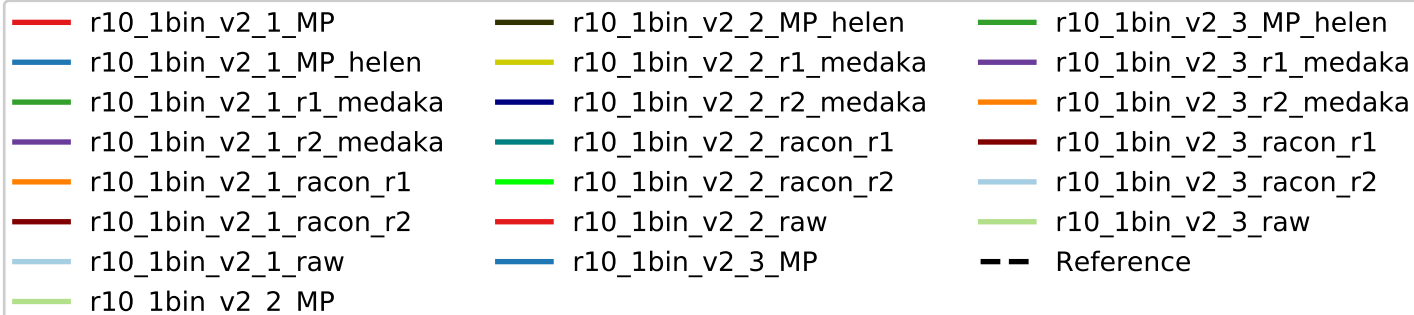 r10_1bin_v2_1_MP
r10_1bin_v2_1_MP_helen
r10_1bin_v2_1_r1_medaka
r10_1bin_v2_1_r2_medaka
r10_1bin_v2_1_racon_r1
r10_1bin_v2_1_racon_r2
r10_1bin_v2_1_raw
r10_1bin_v2_2_MP
r10_1bin_v2_2_MP_helen
r10_1bin_v2_2_r1_medaka
r10_1bin_v2_2_r2_medaka
r10_1bin_v2_2_racon_r1
r10_1bin_v2_2_racon_r2
r10_1bin_v2_2_raw
r10_1bin_v2_3_MP
r10_1bin_v2_3_MP_helen
r10_1bin_v2_3_r1_medaka
r10_1bin_v2_3_r2_medaka
r10_1bin_v2_3_racon_r1
r10_1bin_v2_3_racon_r2
r10_1bin_v2_3_raw
Reference